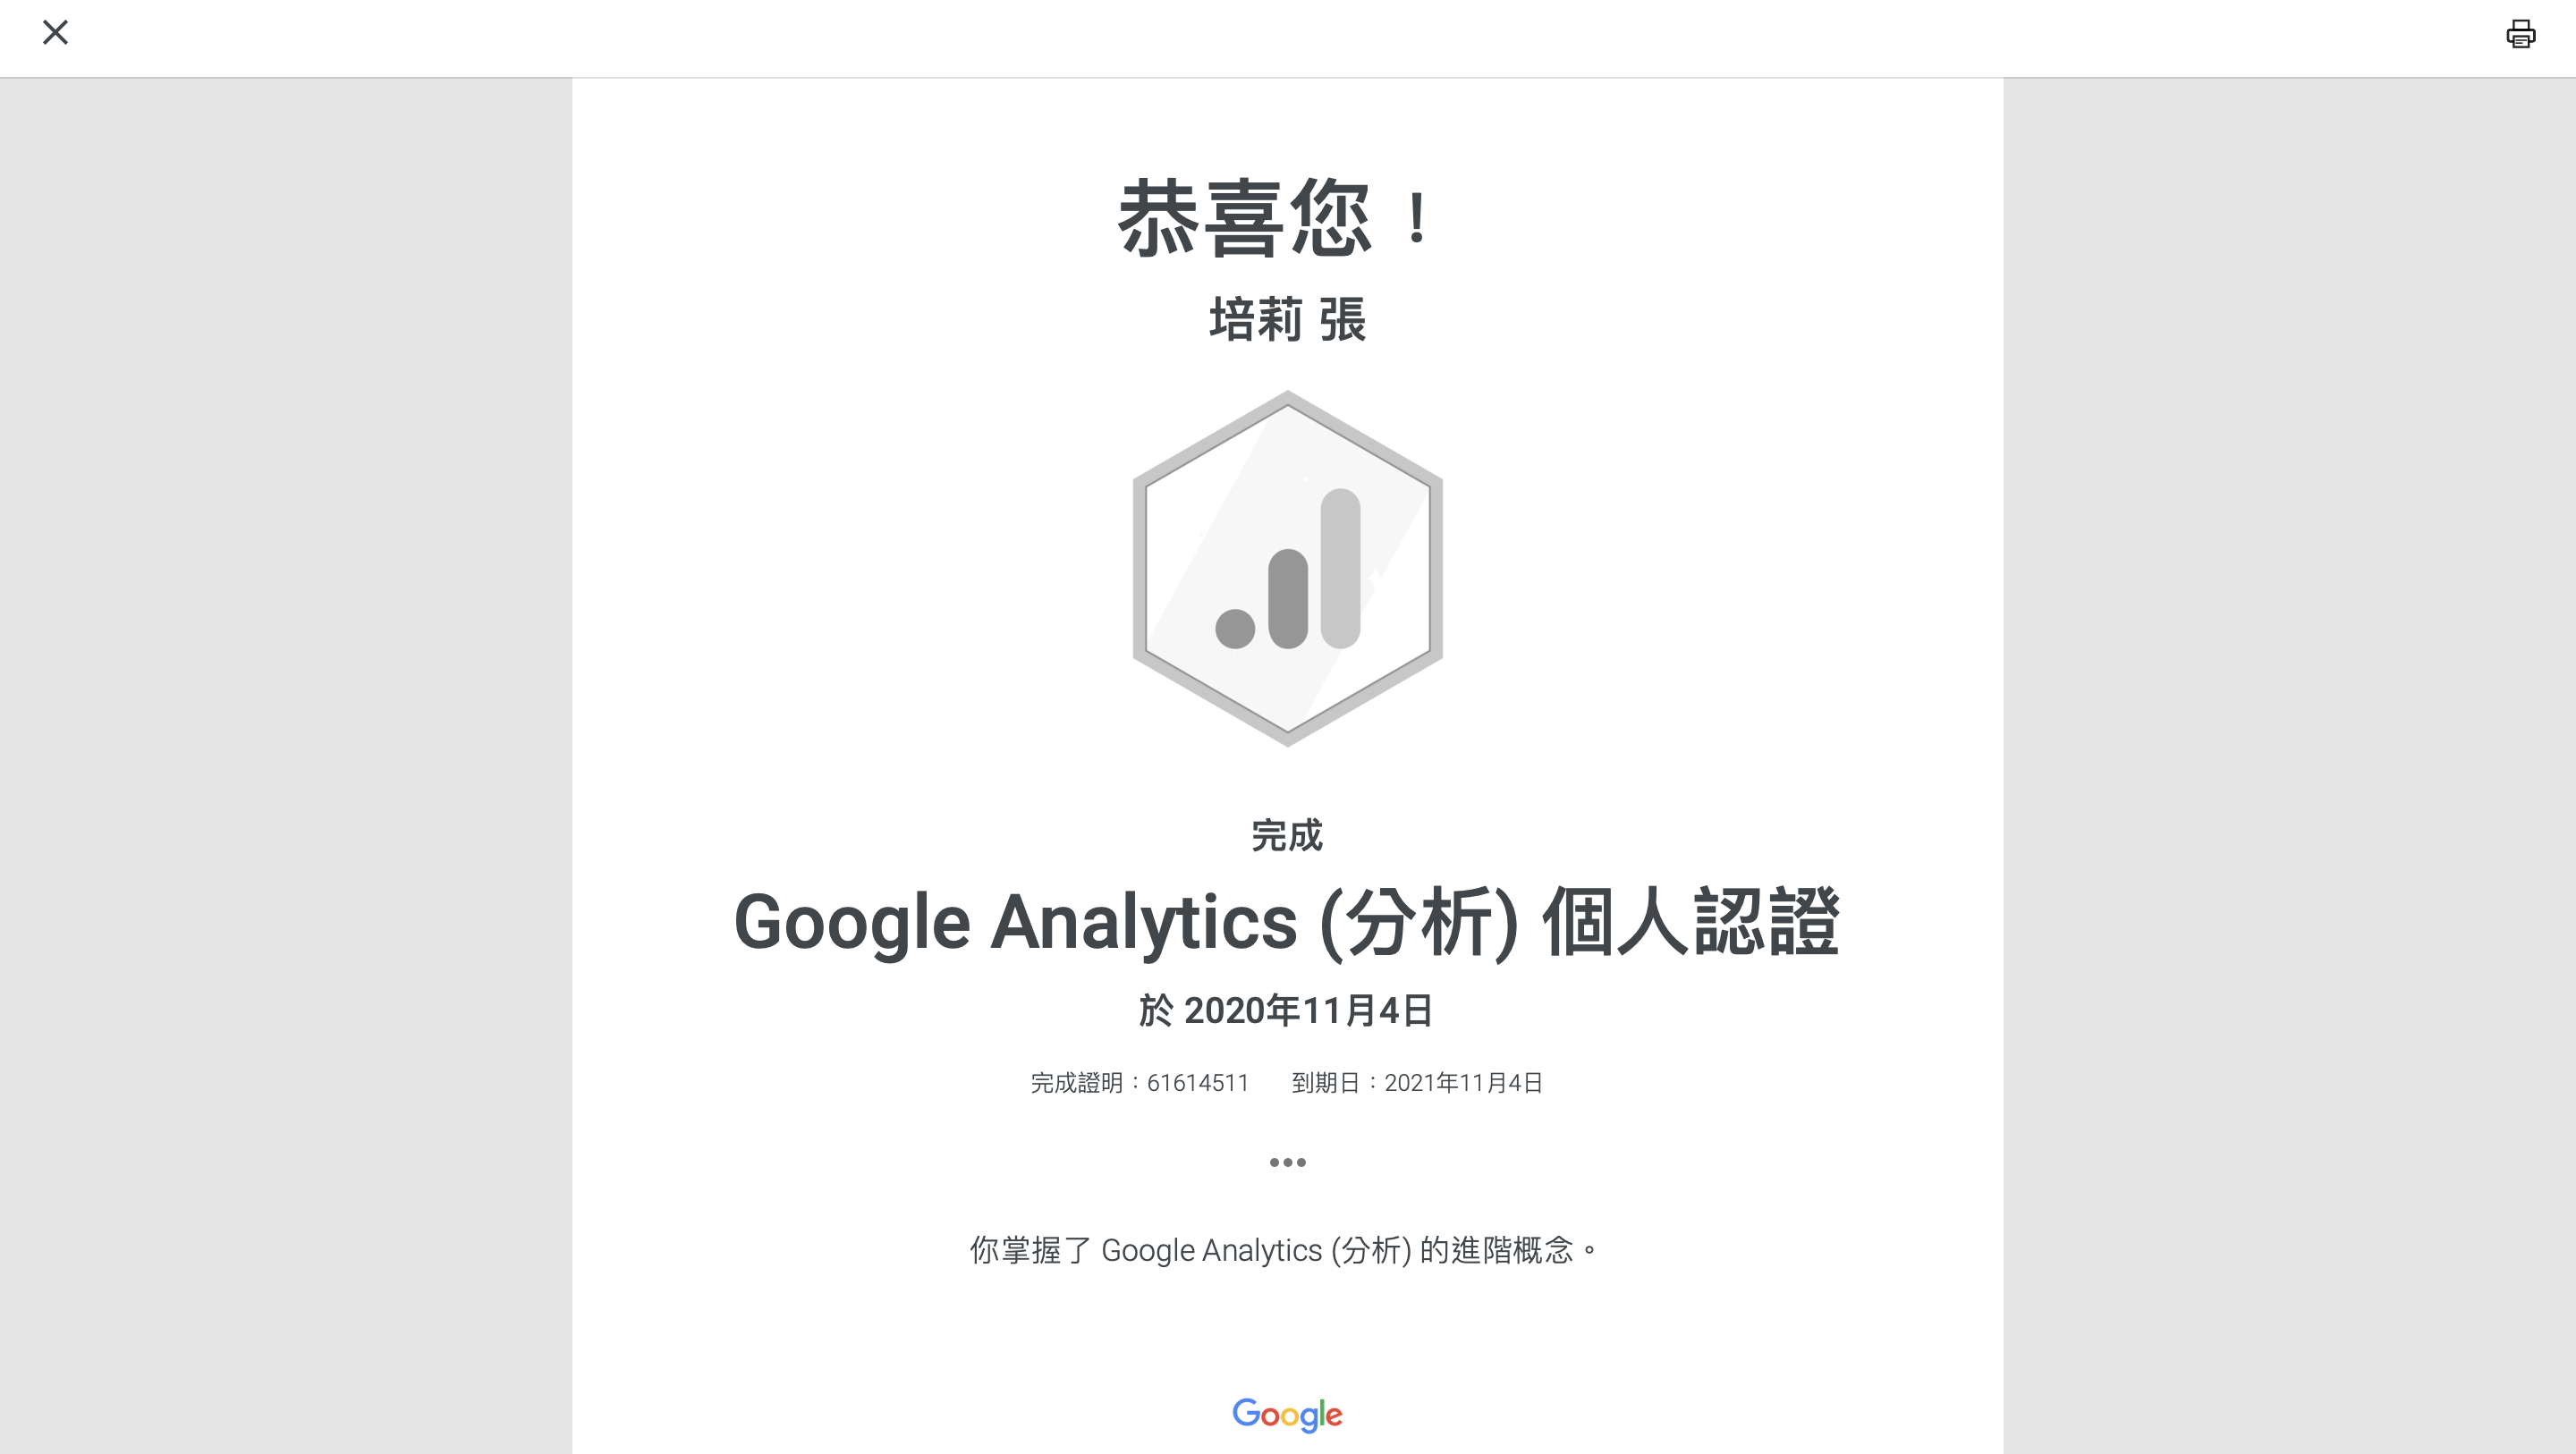 恭喜您！
培莉 張
完成
Google Analytics (分析) 個人認證
於 2020年11月4日
完成證明：61614511 到期日：2021年11月4日
你掌握了 Google Analytics (分析) 的進階概念。
Google